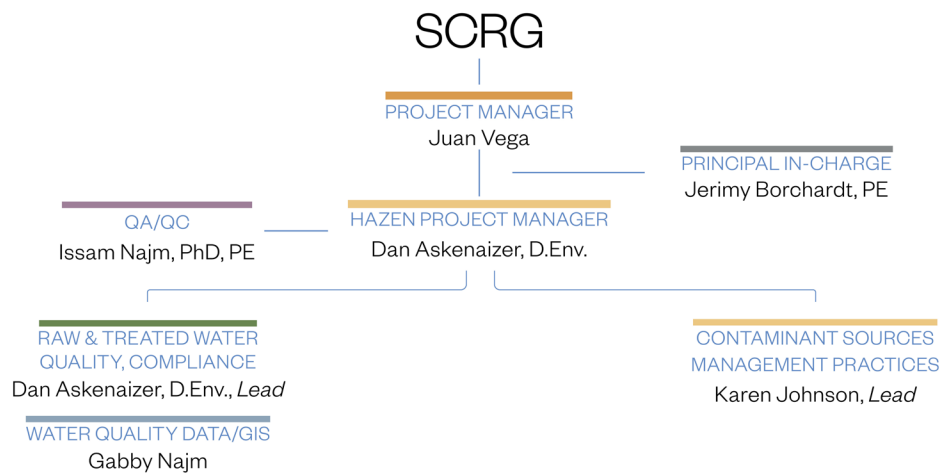 SCRG
PROJECT MANAGER
Juan Vega
PRINCIPAL IN-CHARGE
Jerimy Borchardt, PE
QA/QC
Issam Najm, PhD, PE
HAZEN PROJECT MANAGER
Dan Askenaizer, D.Env.
RAW & TREATED WATER
QUALITY, COMPLIANCE
Dan Askenaizer, D.Env., Lead
WATER QUALITY DATA/GIS
Gabby Najm
CONTAMINANT SOURCES
MANAGEMENT PRACTICES
Karen Johnson, Lead